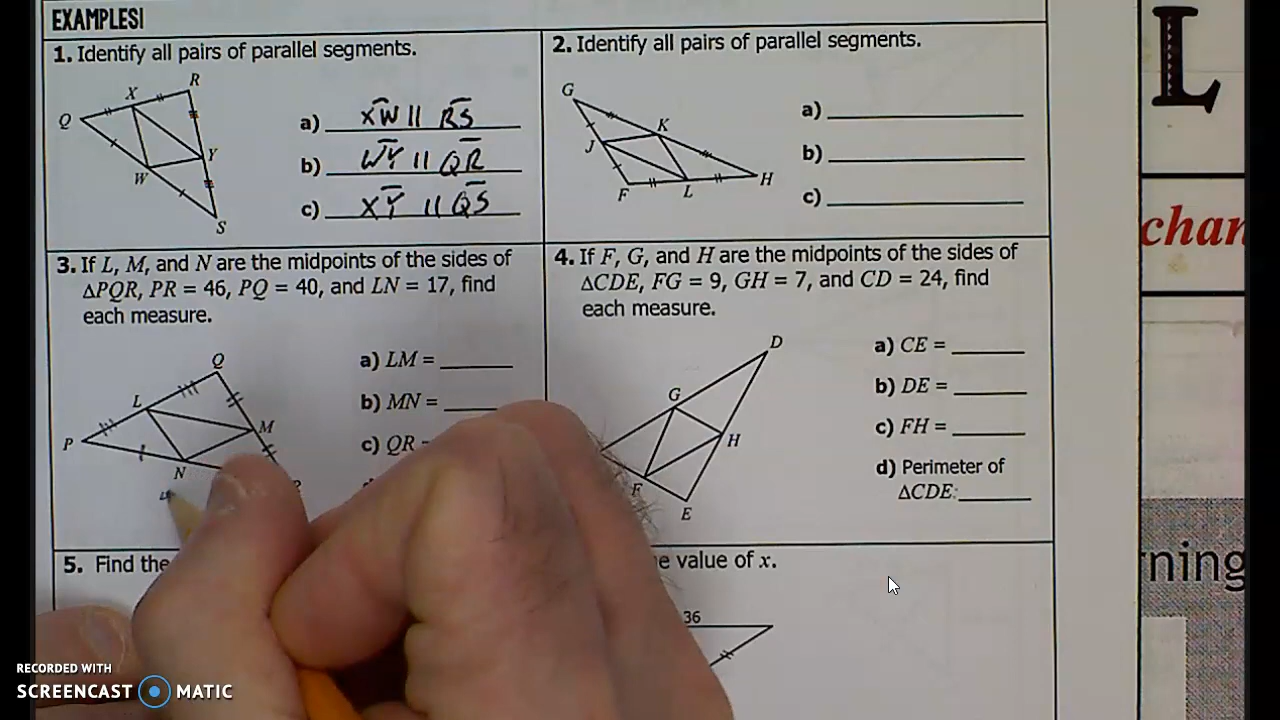 EXAMPLES!
1. Identify all pairs of parallel segments.
Q
X
R
W
Y
S
a) XW || RS
b) WY || QR
c) XY || QS
2. Identify all pairs of parallel segments.
G
K
J
F
L
H
a)
b)
c)
3. If L, M, and N are the midpoints of the sides of
ΔPQR, PR = 46, PQ = 40, and LN = 17, find
each measure.
Q
L
M
P
N
a) LM =
b) MN =
c) QR
4. If F, G, and H are the midpoints of the sides of
ΔCDE, FG = 9, GH = 7, and CD = 24, find
each measure.
D
G
H
F
E
a) CE =
b) DE =
c) FH =
d) Perimeter of
ΔCDE:
5. Find the
value of x.
36
L
chan
ning
RECORDED WITH
SCREENCAST MATIC